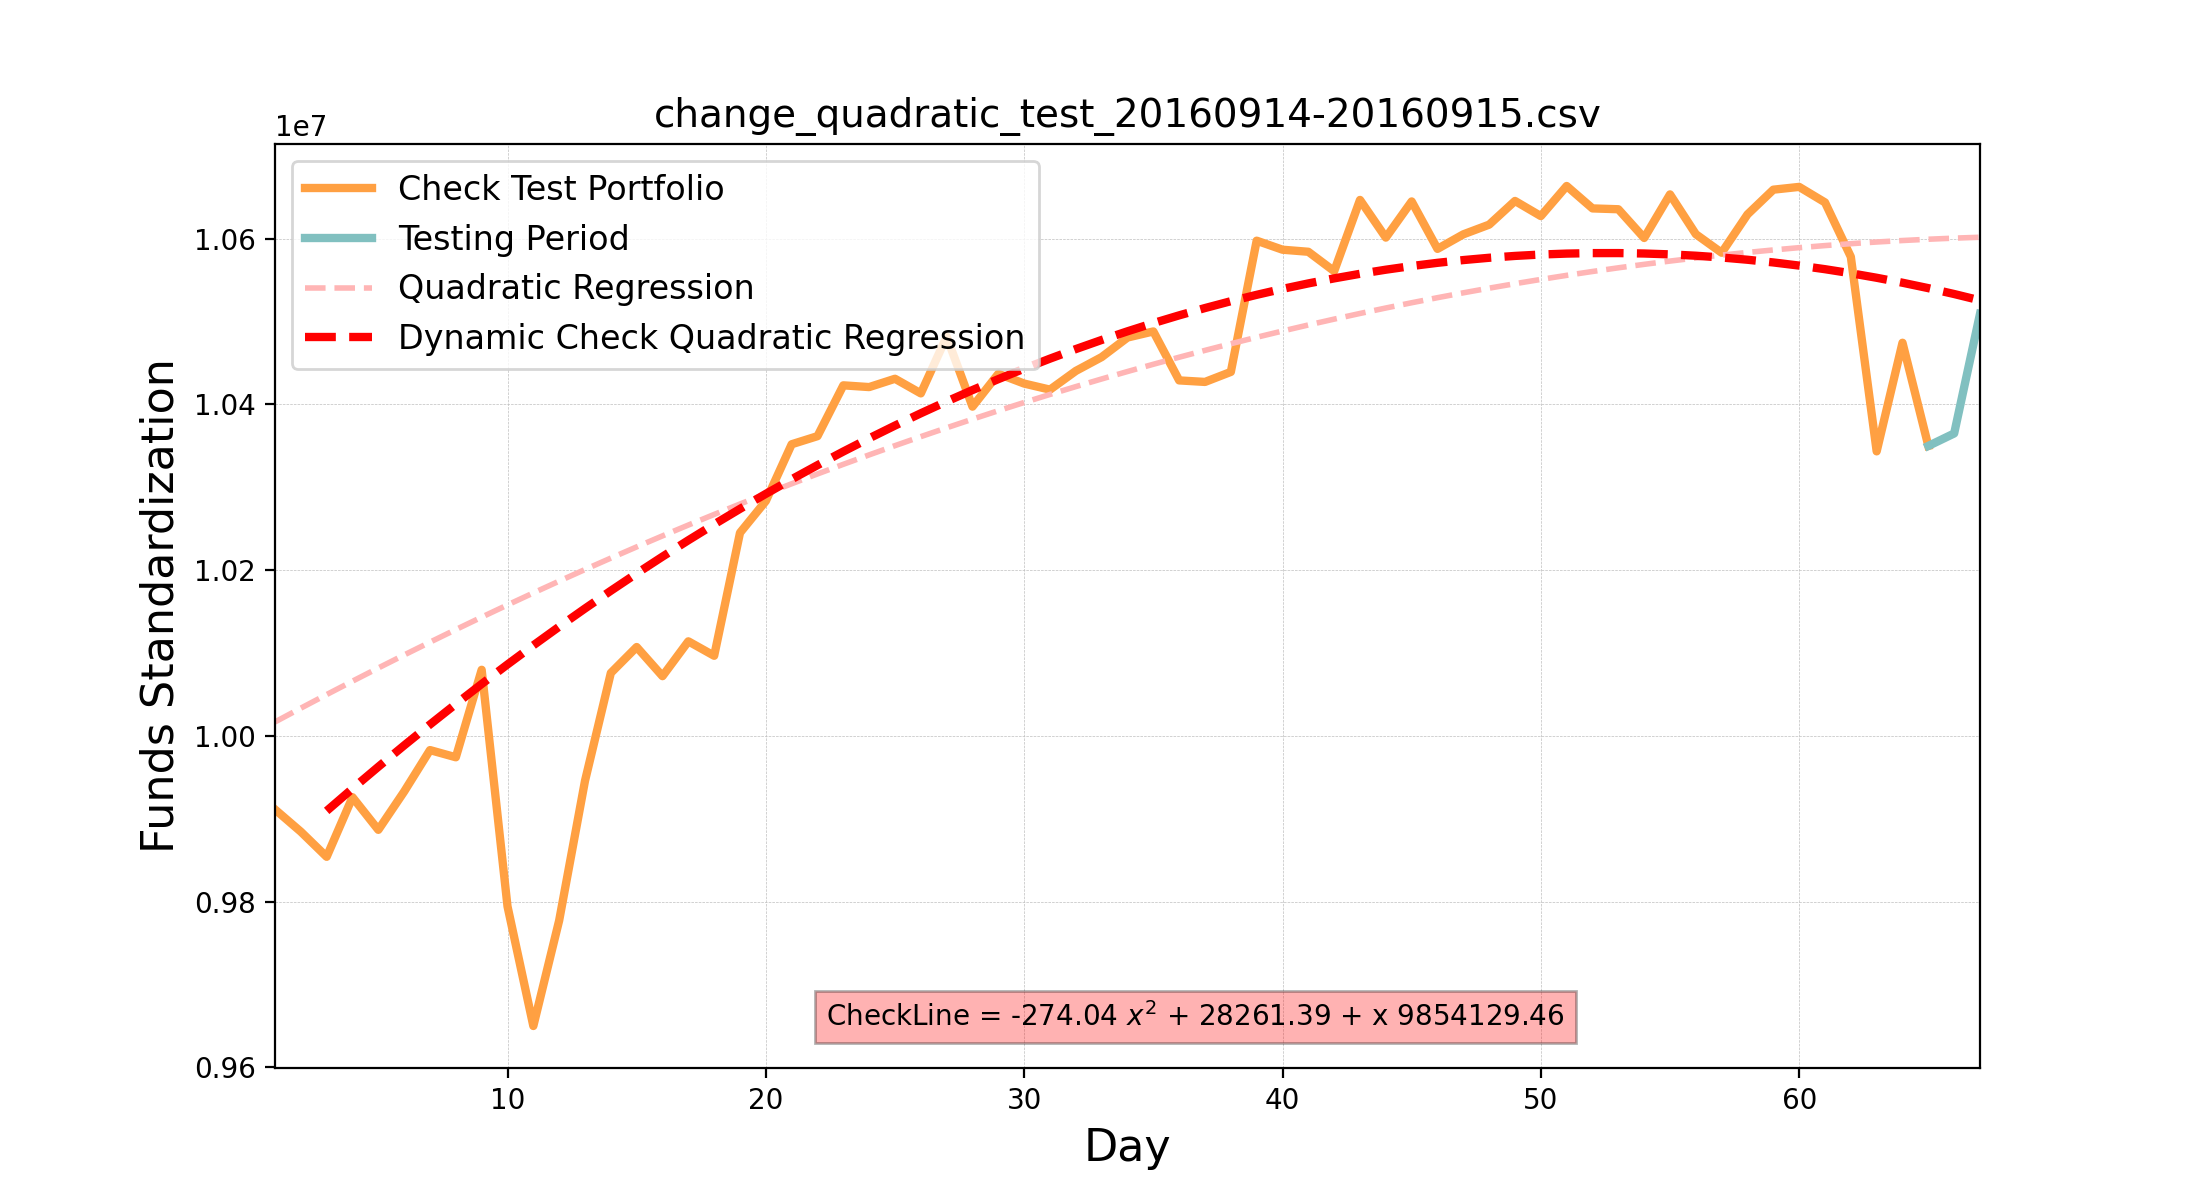 change_quadratic_test_20160914-20160915.csv
1e7
Check Test Portfolio
Testing Period
Quadratic Regression
Dynamic Check Quadratic Regression
1.06
1.04
1.02
1.00
0.98
0.96
Funds Standardization
CheckLine = -274.04 x² + 28261.39 + x 9854129.46
10 20 30 40 50 60
Day